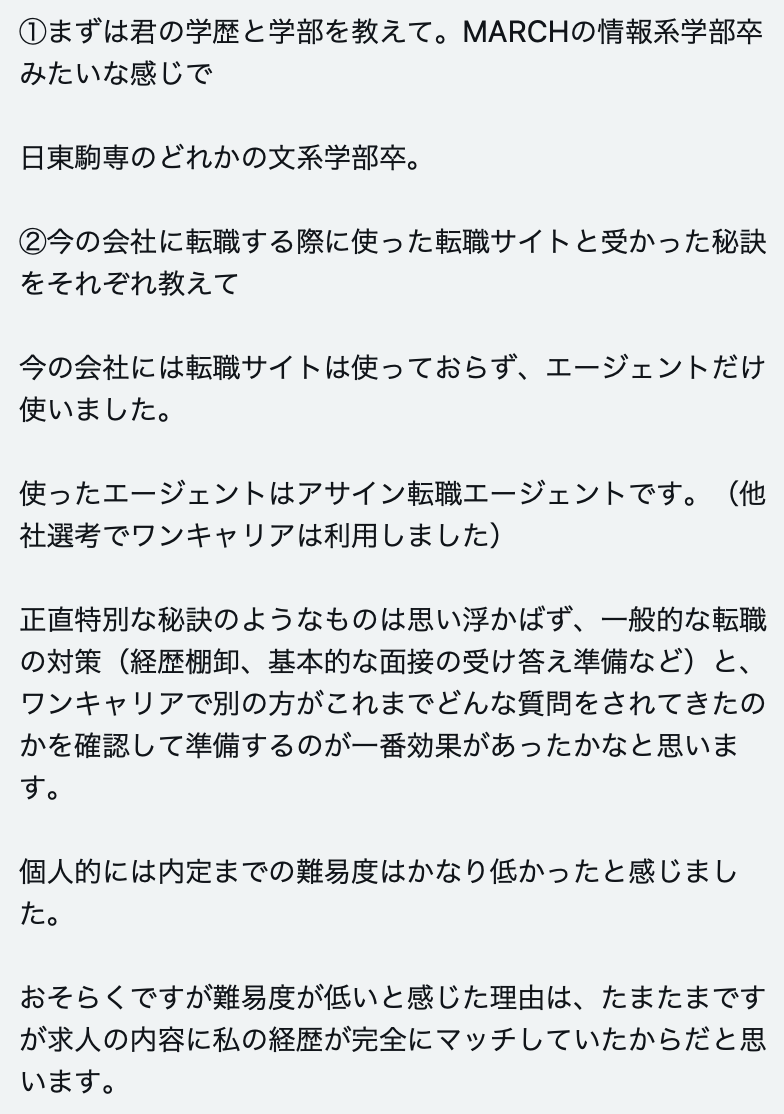 ①まずは君の学歴と学部を教えて。MARCHの情報系学部卒
みたいな感じで
日東駒専のどれかの文系学部卒。
②今の会社に転職する際に使った転職サイトと受かった秘訣
をそれぞれ教えて
今の会社には転職サイトは使っておらず、エージェントだけ
使いました。
使ったエージェントはアサイン転職エージェントです。（他
社選考でワンキャリアは利用しました）
正直特別な秘訣のようなものは思い浮かばず、一般的な転職
の対策（経歴棚卸、基本的な面接の受け答え準備など）と、
ワンキャリアで別の方がこれまでどんな質問をされてきたの
かを確認して準備するのが一番効果があったかなと思いま
す。
個人的には内定までの難易度はかなり低かったと感じまし
た。
おそらくですが難易度が低いと感じた理由は、たまたまです
が求人の内容に私の経歴が完全にマッチしていたからだと思
います。